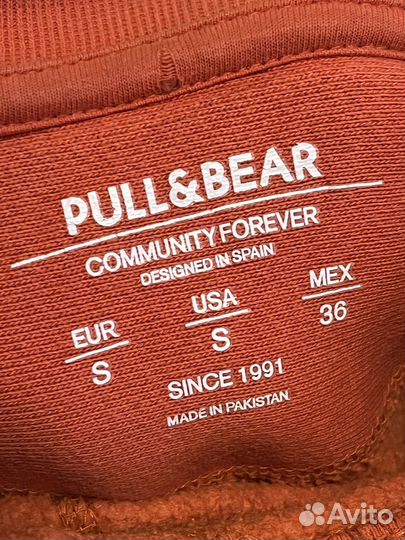 PULL&BEAR
COMMUNITY FOREVER
DESIGNED IN SPAIN
EUR USA MEX
S S 36
SINCE 1991
MADE IN PAKISTAN
Avito